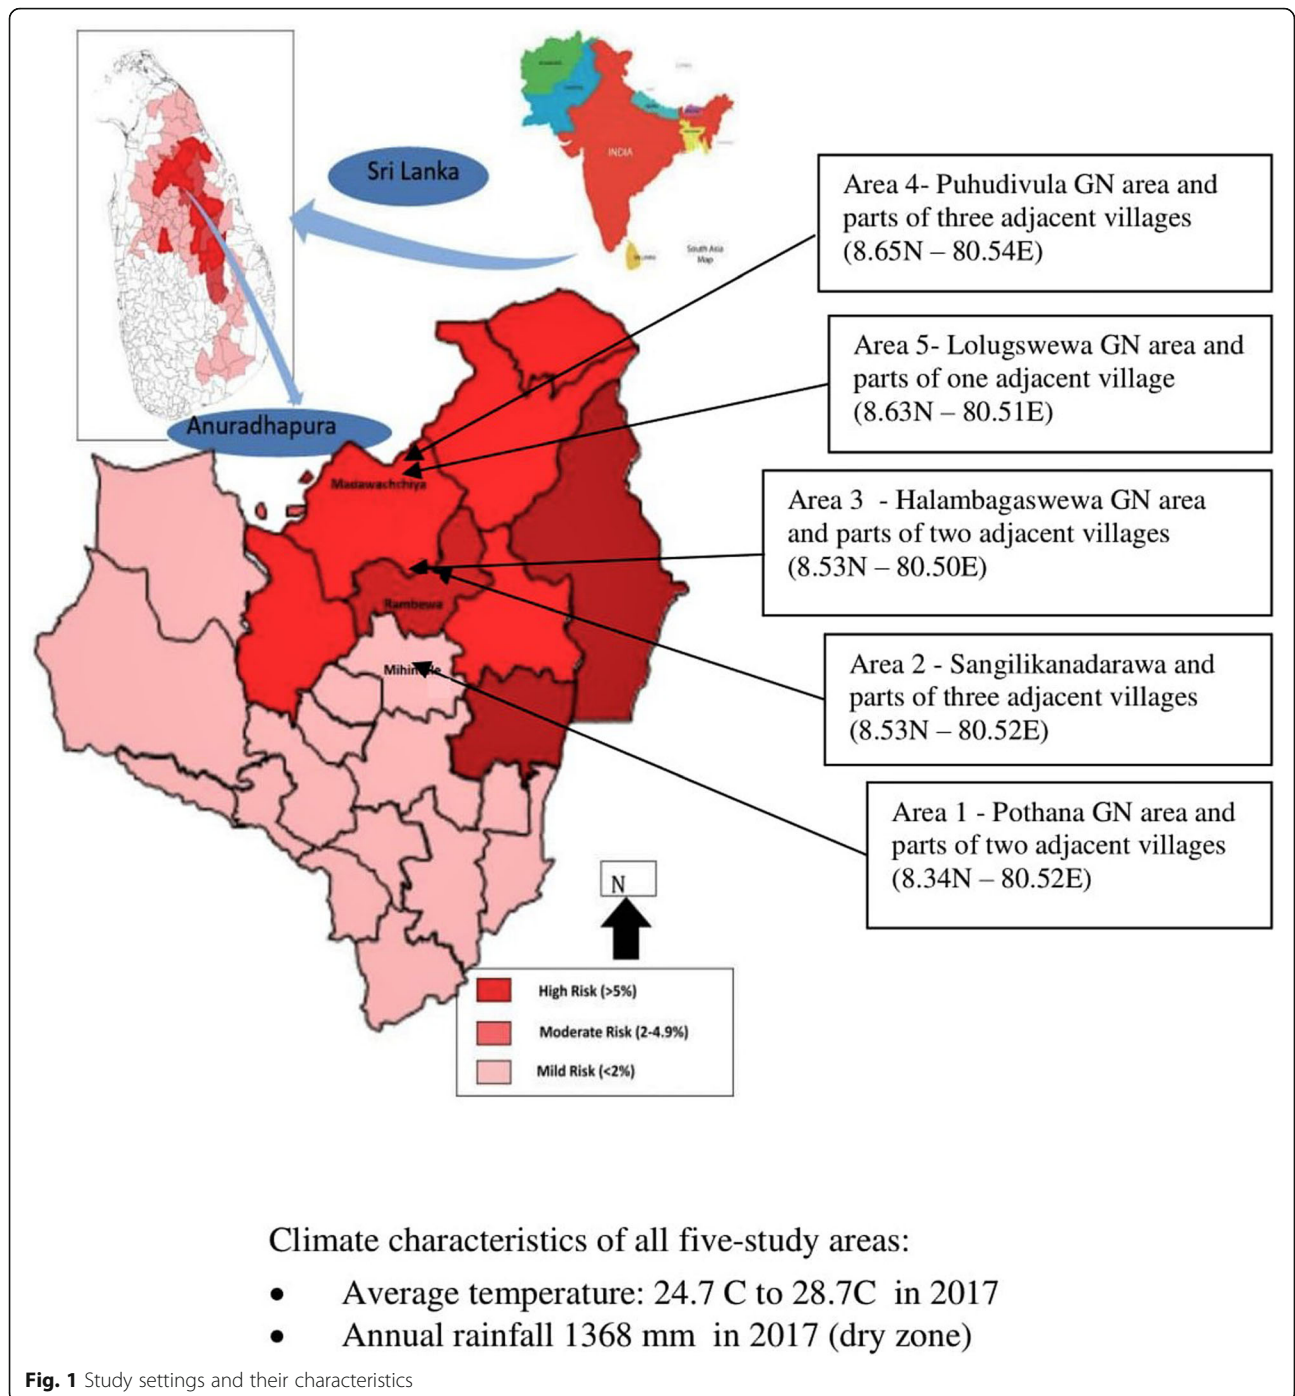 Sri Lanka
INDIA
South Asia
Map
Area 4- Puhudivula GN area and
parts of three adjacent villages
(8.65N – 80.54E)
Area 5- Lolugswewa GN area and
parts of one adjacent village
(8.63N – 80.51E)
Anuradhapura
Madawachchiya
Area 3 - Halambagaswewa GN area
and parts of two adjacent villages
(8.53N – 80.50E)
Rambewa
Area 2 - Sangilikanadarawa and
parts of three adjacent villages
(8.53N – 80.52E)
Area 1 - Pothana GN area and
parts of two adjacent villages
(8.34N – 80.52E)
N
High Risk (>5%)
Moderate Risk (2-4.9%)
Mild Risk (<2%)
Climate characteristics of all five-study areas:
• Average temperature: 24.7 C to 28.7C in 2017
• Annual rainfall 1368 mm in 2017 (dry zone)
Fig. 1 Study settings and their characteristics